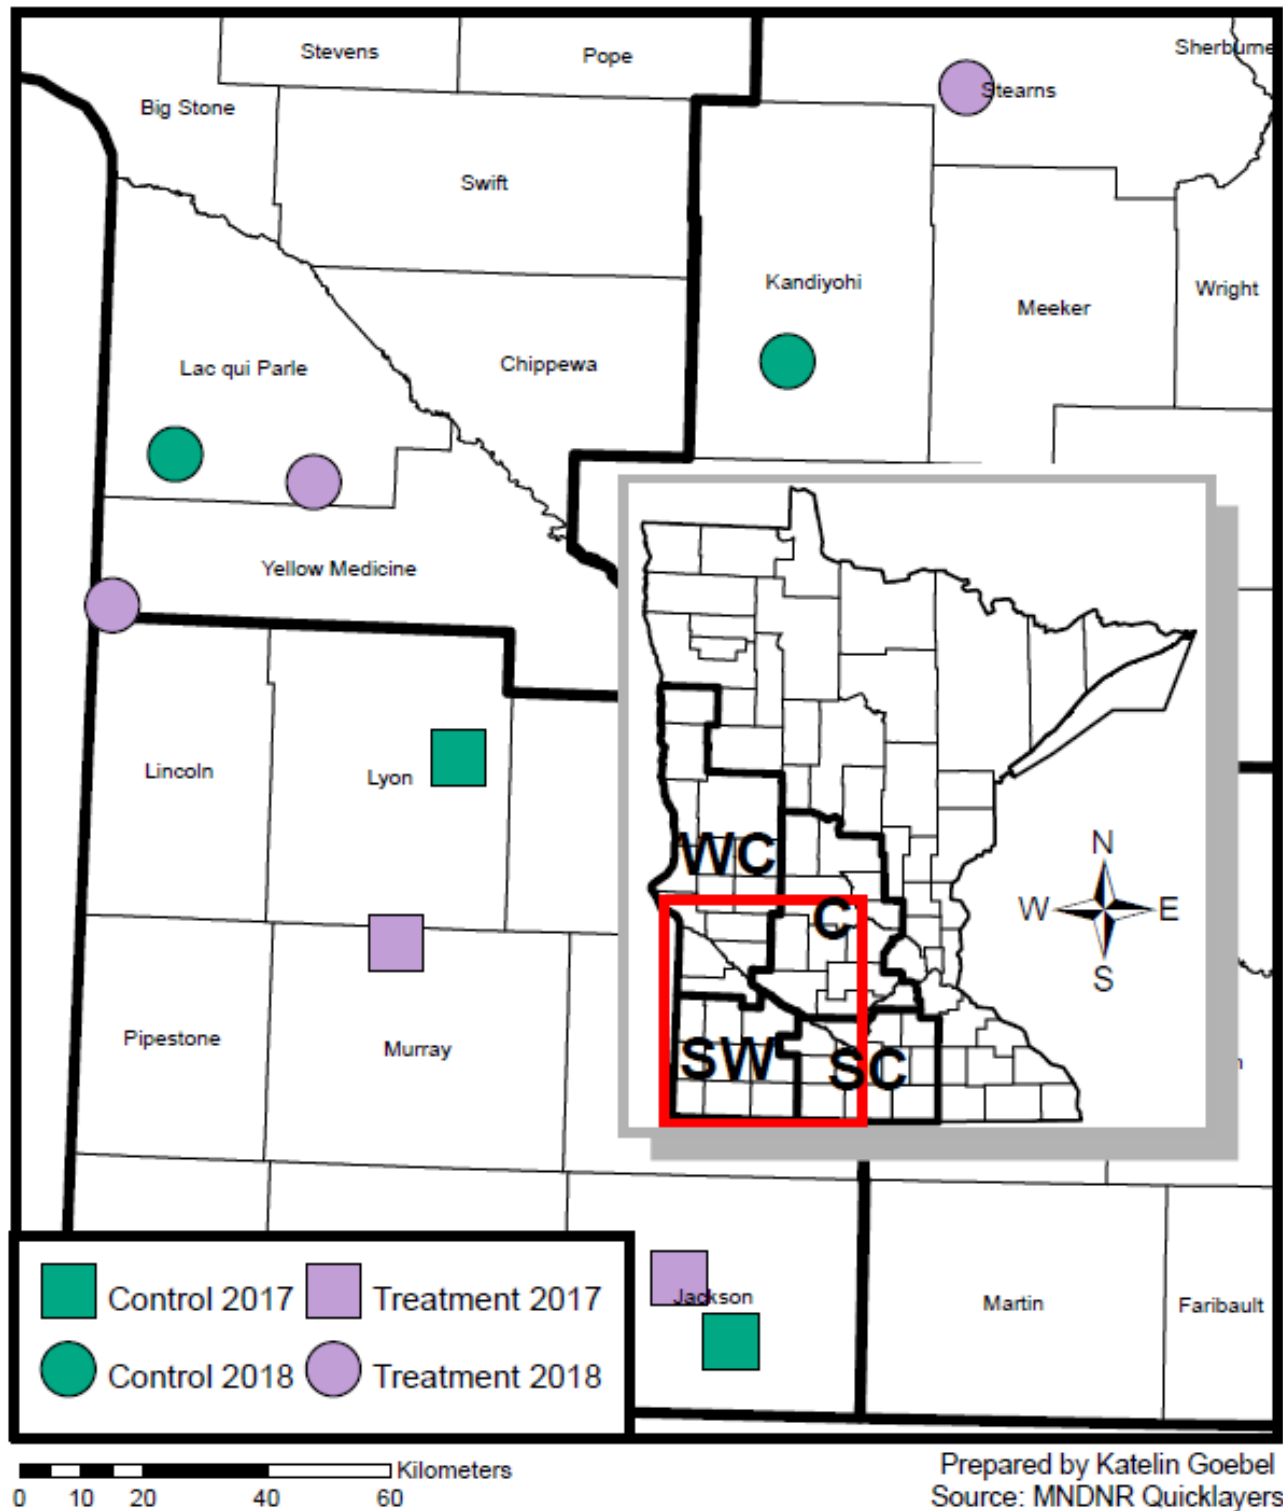 Stevens
Pope
Sherburne
Big Stone
Stearns
Swift
Kandiyohi
Wright
Meeker
Lac qui Parle
Chippewa
Yellow Medicine
Lincoln
Lyon
WC
C
N
W E
S
SW
SC
Pipestone
Murray
n
Jackson
Martin
Faribault
Control 2017
Treatment 2017
Control 2018
Treatment 2018
Kilometers
0 10 20 40 60
Prepared by Katelin Goebel
Source: MNDNR Quicklayers